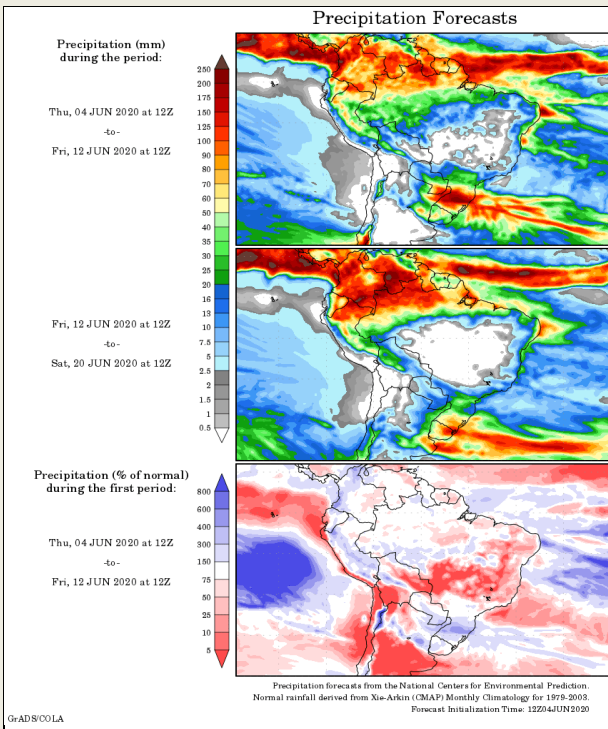 Precipitation Forecasts
Precipitation (mm)
during the period:
Thu, 04 JUN 2020 at 12Z
-to-
Fri, 12 JUN 2020 at 12Z
250
200
175
150
125
100
90
80
70
60
50
40
35
30
25
20
16
13
10
7.5
5
2.5
2
1.5
1
0.5
Fri, 12 JUN 2020 at 12Z
-to-
Sat, 20 JUN 2020 at 12Z
Precipitation (% of normal)
during the first period:
Thu, 04 JUN 2020 at 12Z
-to-
Fri, 12 JUN 2020 at 12Z
800
600
400
300
150
75
50
25
10
5
Precipitation forecasts from the National Centers for Environmental Prediction.
Normal rainfall derived from Xie-Arkin (CMAP) Monthly Climatology for 1979-2003.
Forecast Initialization Time: 12Z04JUN2020
GrADS/COLA